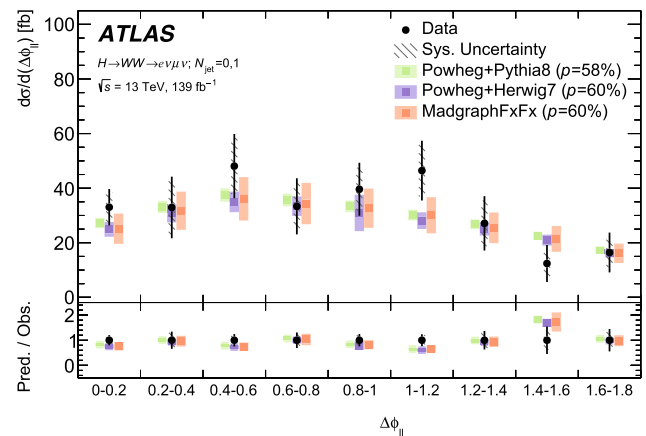 ATLAS
H→WW→eνμν; N_jet=0,1
√s = 13 TeV, 139 fb⁻¹
Data
Sys. Uncertainty
Powheg+Pythia8 (p=58%)
Powheg+Herwig7 (p=60%)
MadgraphFxFx (p=60%)
dσ/d(Δϕ_ll) [fb]
100
80
60
40
20
0
Pred. / Obs.
2
1
0
0-0.2 0.2-0.4 0.4-0.6 0.6-0.8 0.8-1 1-1.2 1.2-1.4 1.4-1.6 1.6-1.8
Δϕ_ll